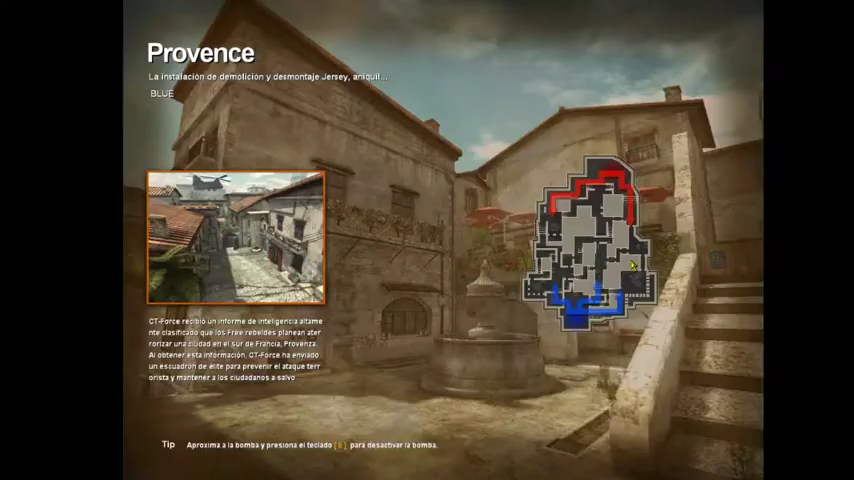 Provence
La instalación de demolición y desmontaje Jersey, aniquil...
BLUE
CT-Force recibió un informe de inteligencia altame
nte clasificado que los Free rebeldes planean ater
rorizar una ciudad en el sur de Francia, Provenza.
Al obtener esta información, CT-Force ha enviado
un escuadron de élite para prevenir el ataque terr
orista y mantener a los ciudadanos a salvo
Tip Aproxima a la bomba y presiona el teclado [E] para desactivar la bomba.